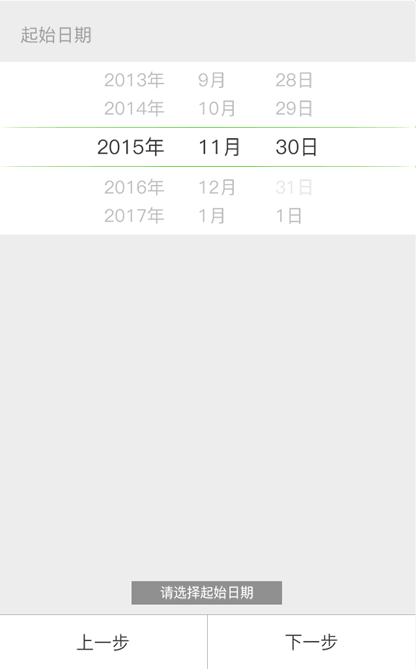 起始日期
2013年 9月 28日
2014年 10月 29日
2015年 11月 30日
2016年 12月 31日
2017年 1月 1日
请选择起始日期
上一步 下一步